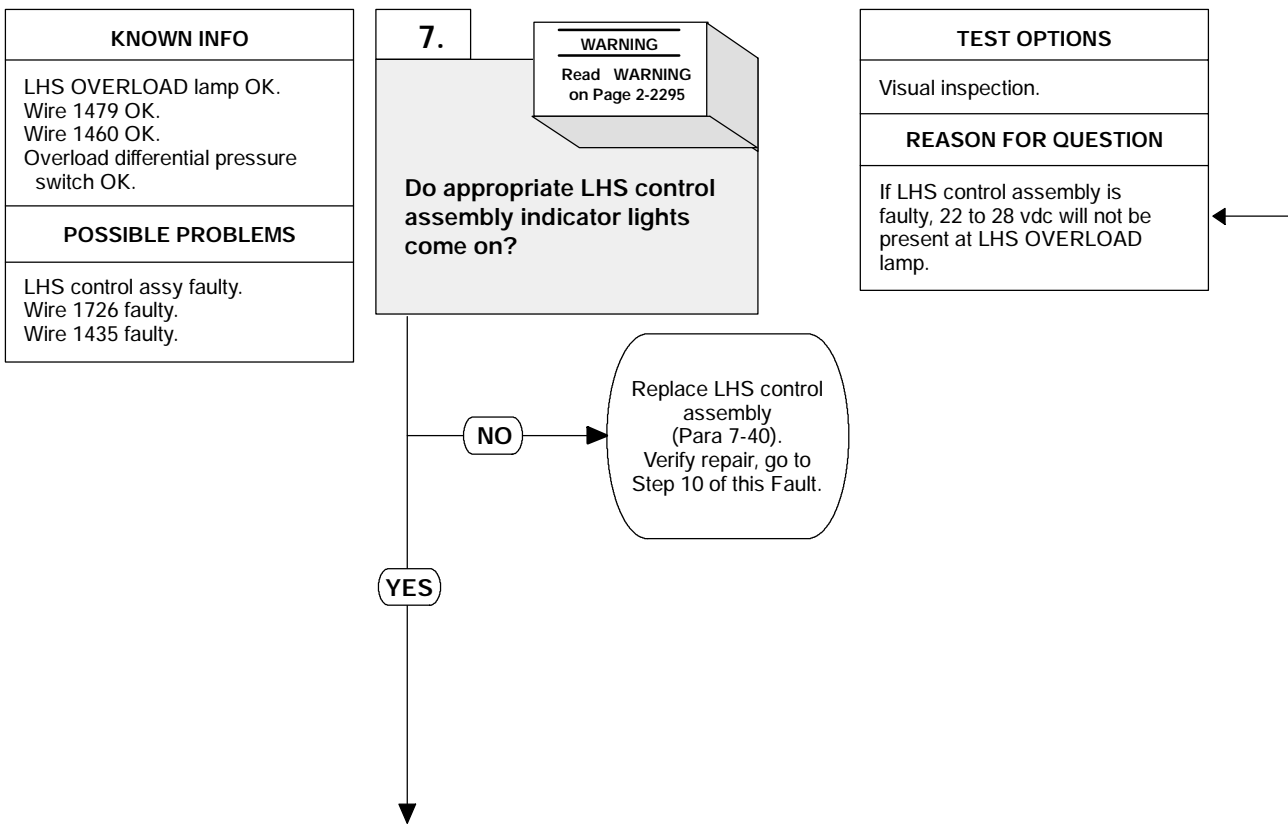 KNOWN INFO
LHS OVERLOAD lamp OK.
Wire 1479 OK.
Wire 1460 OK.
Overload differential pressure
switch OK.
POSSIBLE PROBLEMS
LHS control assy faulty.
Wire 1726 faulty.
Wire 1435 faulty.
7.
WARNING
Read WARNING
on Page 2-2295
Do appropriate LHS control
assembly indicator lights
come on?
TEST OPTIONS
Visual inspection.
REASON FOR QUESTION
If LHS control assembly is
faulty, 22 to 28 vdc will not be
present at LHS OVERLOAD
lamp.
NO
Replace LHS control
assembly
(Para 7-40).
Verify repair, go to
Step 10 of this Fault.
YES